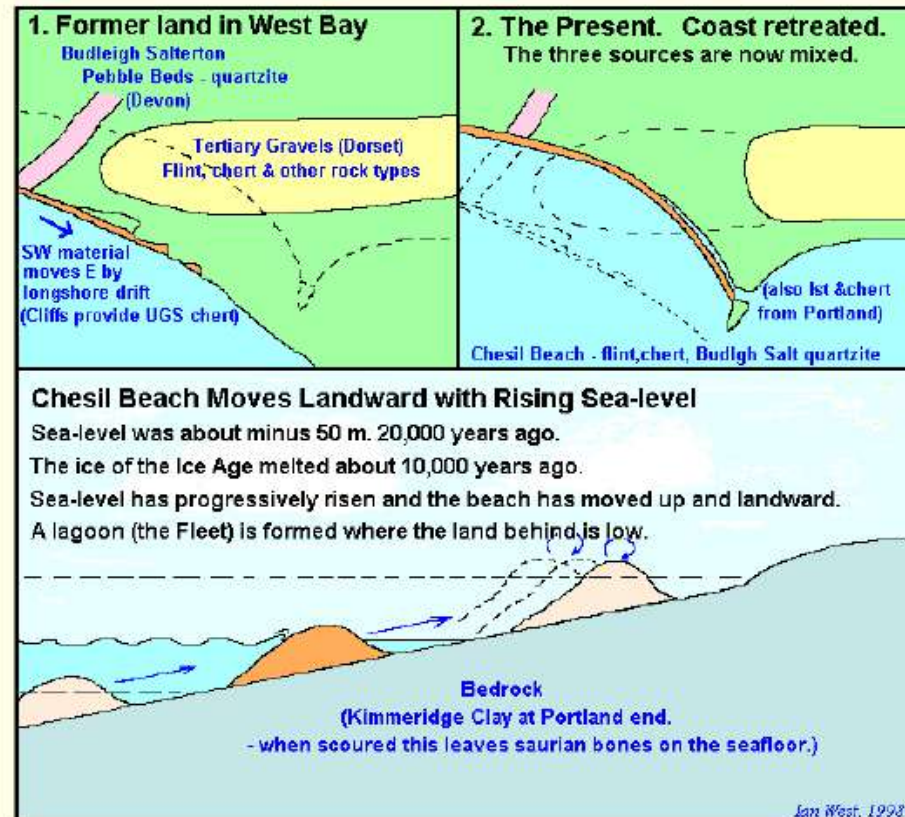 1. Former land in West Bay
Budleigh Salterton
Pebble Beds - quartzite
(Devon)
Tertiary Gravels (Dorset)
Flint, chert & other rock types
SW material
moves E by
longshore drift
(Cliffs provide UGS chert)
2. The Present. Coast retreated.
The three sources are now mixed.
(also lst &chert
from Portland)
Chesil Beach - flint,chert, Budlgh Salt quartzite
Chesil Beach Moves Landward with Rising Sea-level
Sea-level was about minus 50 m. 20,000 years ago.
The ice of the Ice Age melted about 10,000 years ago.
Sea-level has progressively risen and the beach has moved up and landward.
A lagoon (the Fleet) is formed where the land behind is low.
Bedrock
(Kimmeridge Clay at Portland end.
- when scoured this leaves saurian bones on the seafloor.)
Ian West, 1998